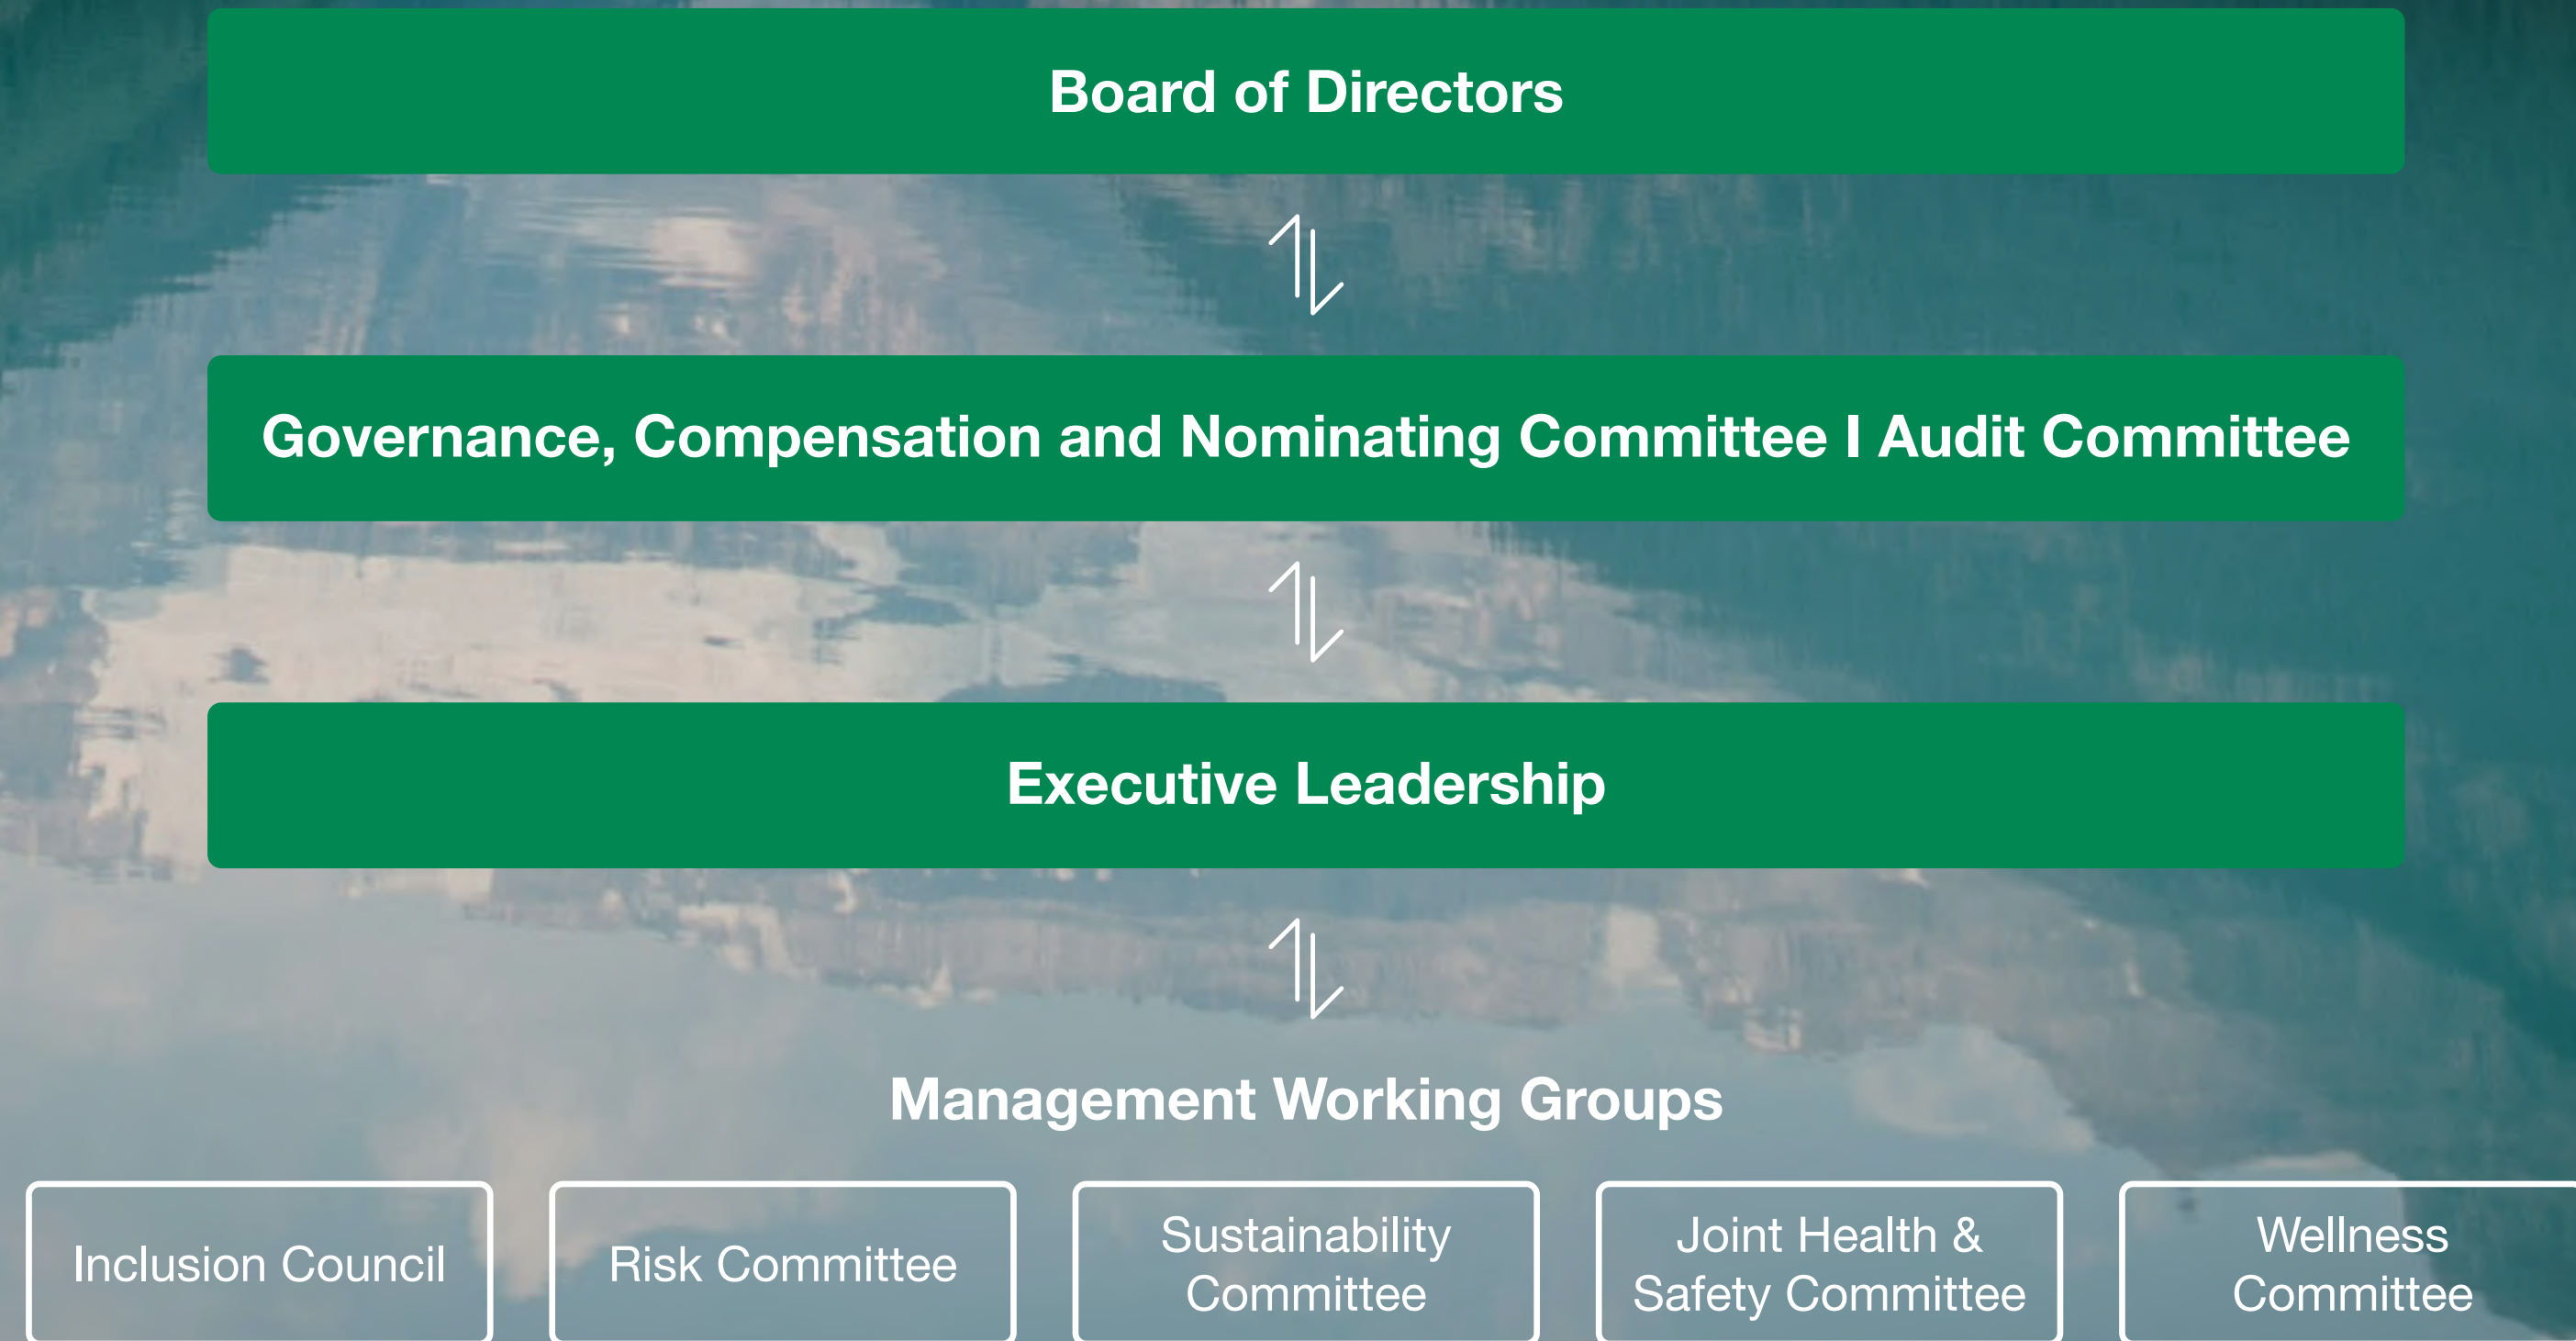 Board of Directors
Governance, Compensation and Nominating Committee | Audit Committee
Executive Leadership
Management Working Groups
Inclusion Council
Risk Committee
Sustainability
Committee
Joint Health &
Safety Committee
Wellness
Committee